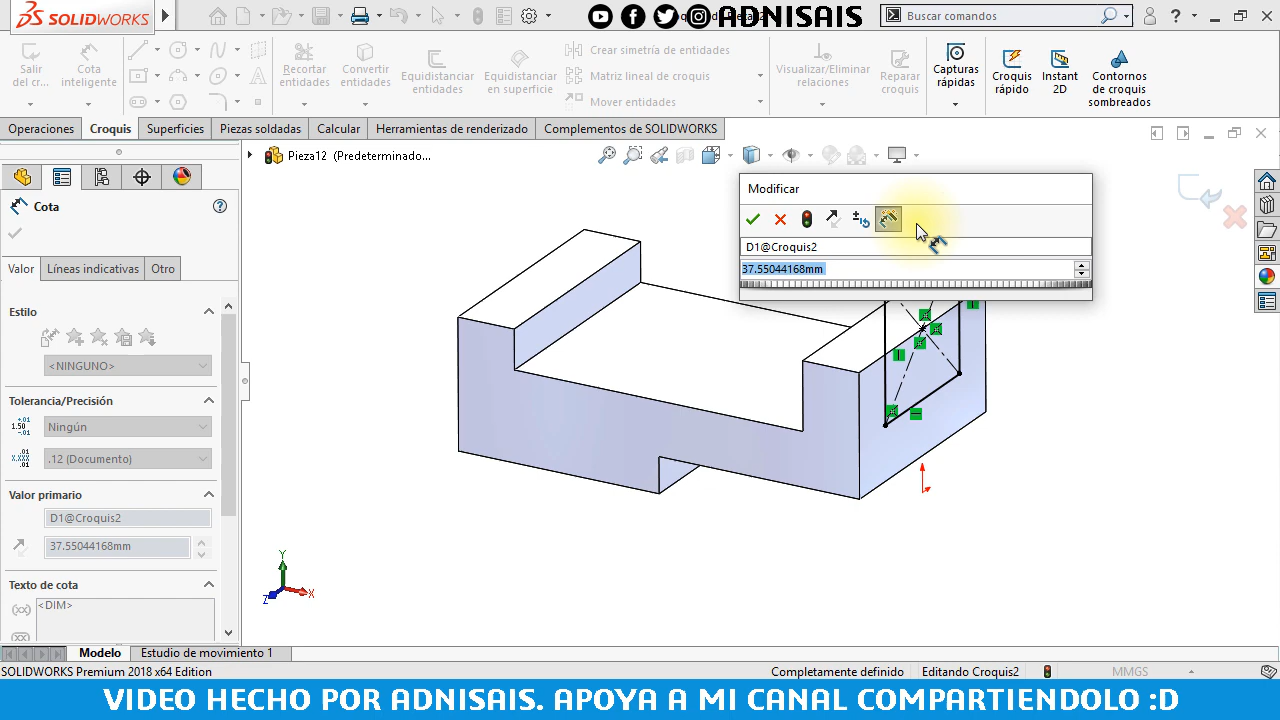 SOLIDWORKS
ADNISAIS
Buscar comandos
Salir del cr...
Cota inteligente
Recortar entidades
Convertir entidades
Equidistanciar entidades
Equidistanciar en superficie
Crear simetría de entidades
Matriz lineal de croquis
Mover entidades
Visualizar/Eliminar relaciones
Reparar croquis
Capturas rápidas
Croquis rápido
Instant 2D
Contornos de croquis sombreados
Operaciones
Croquis
Superficies
Piezas soldadas
Calcular
Herramientas de renderizado
Complementos de SOLIDWORKS
Pieza12 (Predeterminado...
Cota
Valor
Líneas indicativas
Otro
Estilo
<NINGUNO>
Tolerancia/Precisión
Ningún
.12 (Documento)
Valor primario
D1@Croquis2
37.55044168mm
Texto de cota
<DIM>
Modificar
D1@Croquis2
37.55044168mm
Y
X
Z
Modelo
Estudio de movimiento 1
SOLIDWORKS Premium 2018 x64 Edition
Completamente definido
Editando Croquis2
MMGS
VIDEO HECHO POR ADNISAIS. APOYA A MI CANAL COMPARTIENDOLO :D